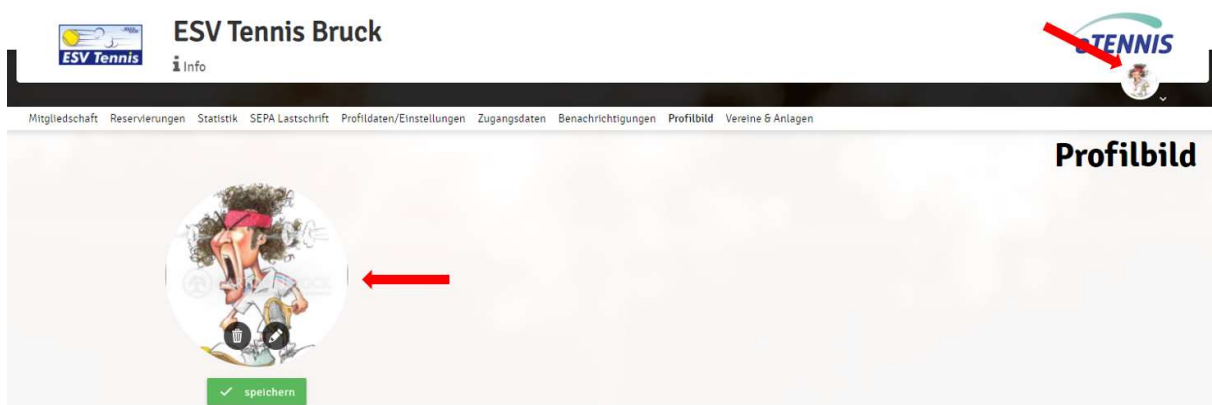 ESV Tennis
ESV Tennis Bruck
i Info
eTENNIS
Mitgliedschaft Reservierungen Statistik SEPA Lastschrift Profildaten/Einstellungen Zugangsdaten Benachrichtigungen Profilbild Vereine & Anlagen
Profilbild
speichern